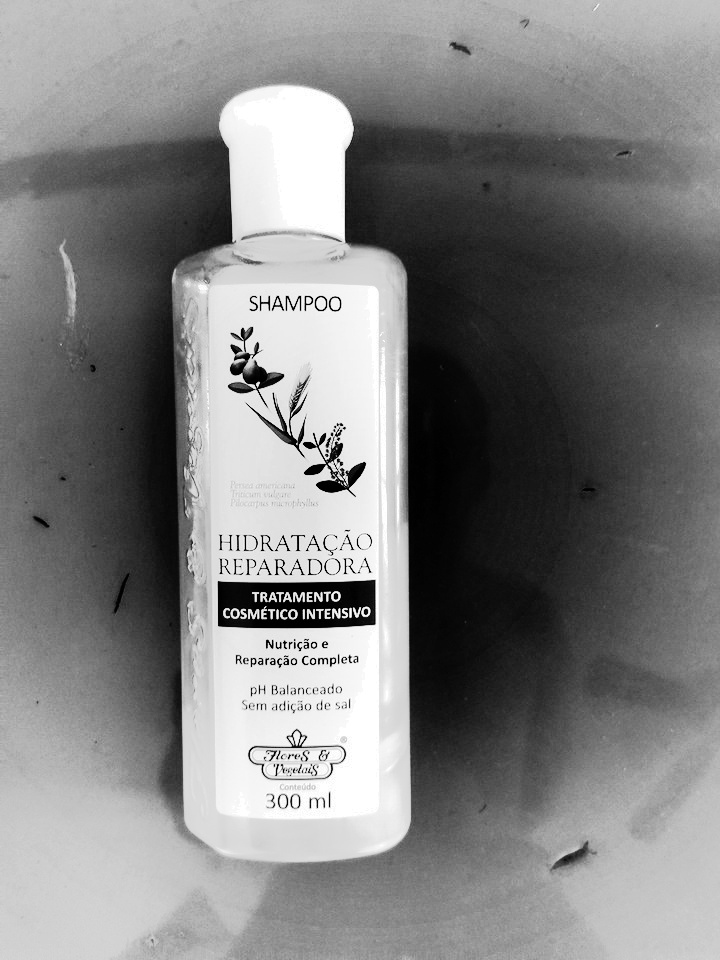 SHAMPOO
Persea americana
Triticum vulgare
Pilocarpus microphyllus
HIDRATAÇÃO
REPARADORA
TRATAMENTO
COSMÉTICO INTENSIVO
Nutrição e
Reparação Completa
pH Balanceado
Sem adição de sal
Flores &
Vegetais
®
Conteúdo
300 ml